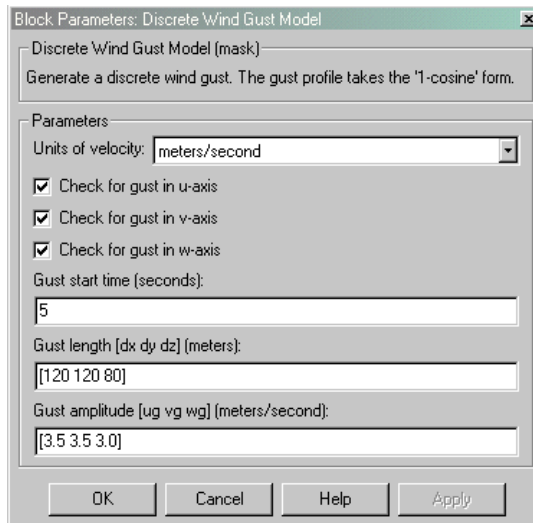 Block Parameters: Discrete Wind Gust Model
Discrete Wind Gust Model (mask)
Generate a discrete wind gust. The gust profile takes the '1-cosine' form.
Parameters
Units of velocity: meters/second
Check for gust in u-axis
Check for gust in v-axis
Check for gust in w-axis
Gust start time (seconds):
5
Gust length [dx dy dz] (meters):
[120 120 80]
Gust amplitude [ug vg wg] (meters/second):
[3.5 3.5 3.0]
OK Cancel Help Apply